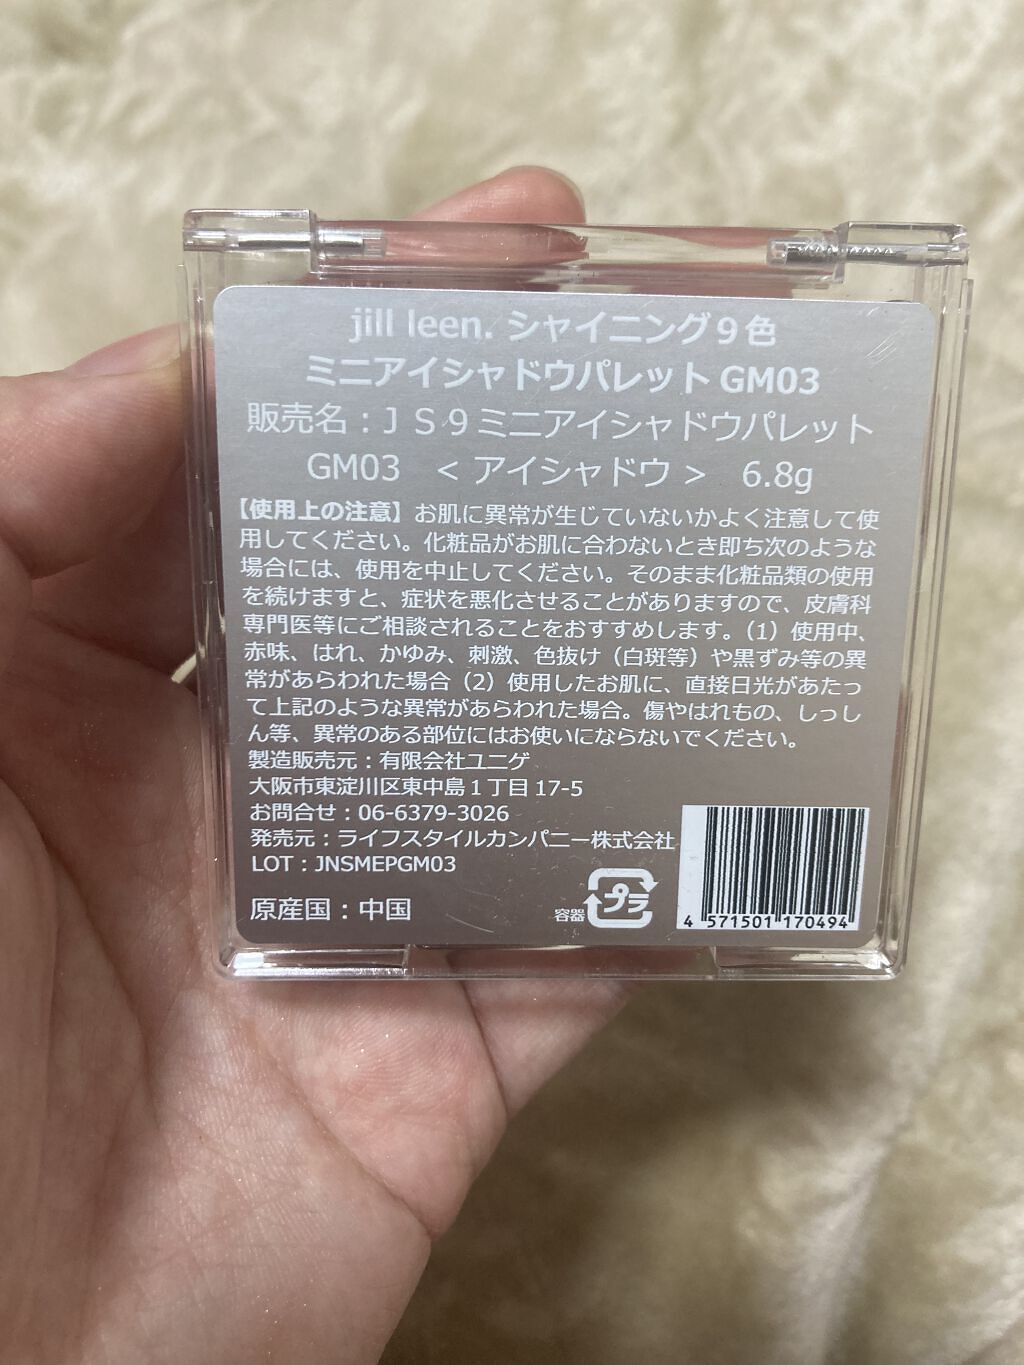 jill leen. シャイニング9色
ミニアイシャドウパレット GM03
販売名：ＪＳ9ミニアイシャドウパレット
GM03 ＜アイシャドウ＞ 6.8g
【使用上の注意】お肌に異常が生じていないかよく注意して使
用してください。化粧品がお肌に合わないとき即ち次のような
場合には、使用を中止してください。そのまま化粧品類の使用
を続けますと、症状を悪化させることがありますので、皮膚科
専門医等にご相談されることをおすすめします。（1）使用中、
赤味、はれ、かゆみ、刺激、色抜け（白斑等）や黒ずみ等の異
常があらわれた場合（2）使用したお肌に、直接日光があたっ
て上記のような異常があらわれた場合。傷やはれもの、しっし
ん等、異常のある部位にはお使いにならないでください。
製造販売元：有限会社ユニゲ
大阪市東淀川区東中島１丁目17-5
お問合せ：06-6379-3026
発売元：ライフスタイルカンパニー株式会社
LOT：JNSMEPGM03
原産国：中国
容器 プラ
4 571501 170494